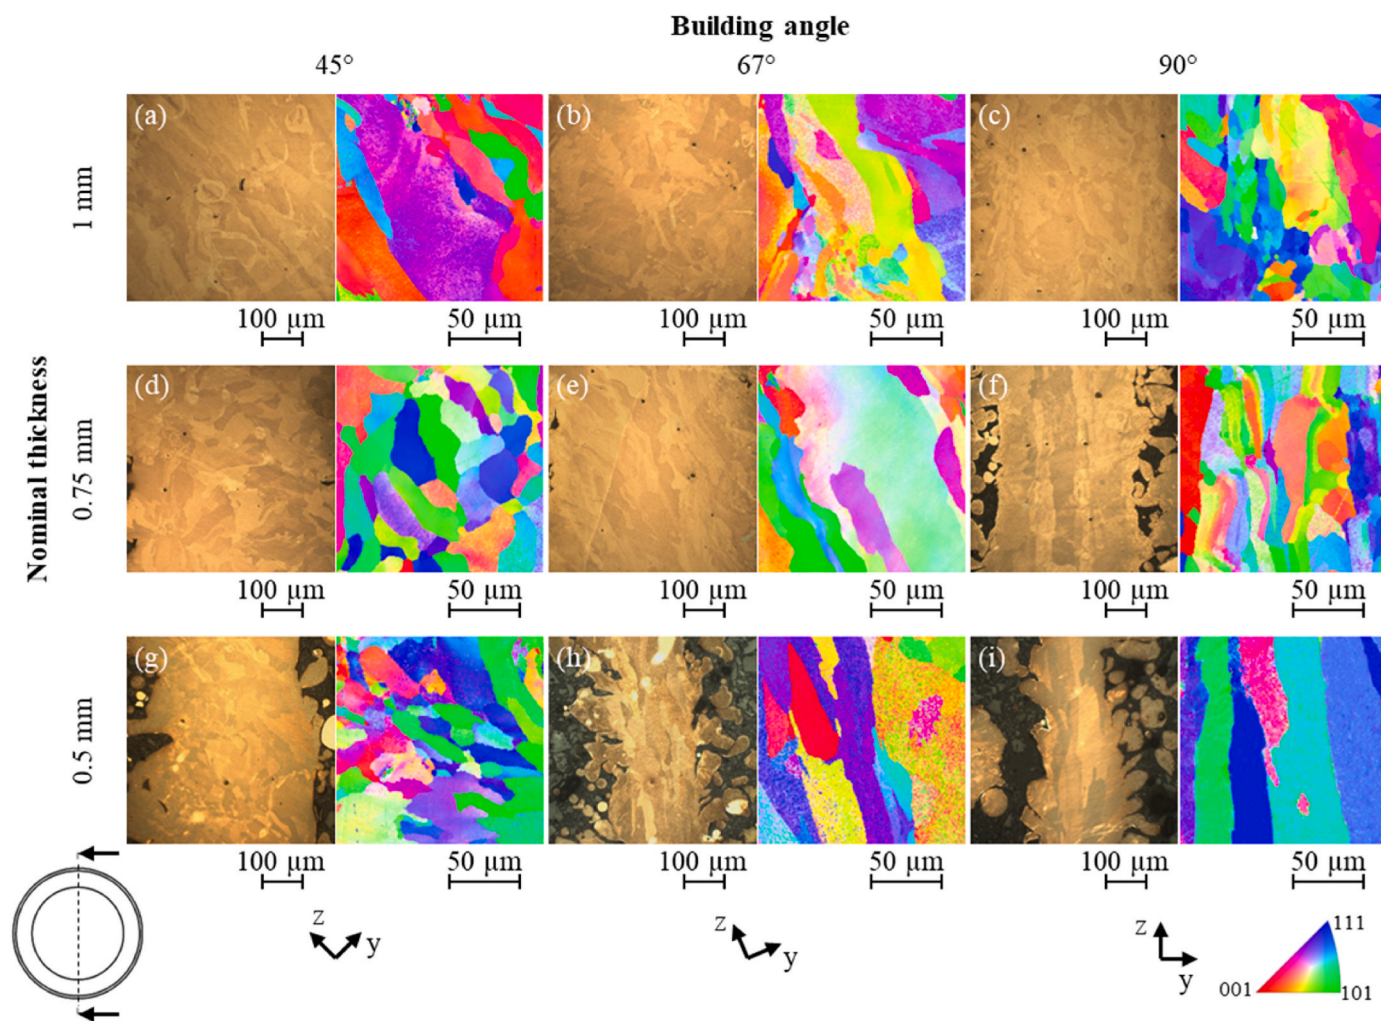 Building angle
45° 67° 90°
Nominal thickness
1 mm
(a) (b) (c)
100 µm 50 µm 100 µm 50 µm 100 µm 50 µm
0.75 mm
(d) (e) (f)
100 µm 50 µm 100 µm 50 µm 100 µm 50 µm
0.5 mm
(g) (h) (i)
100 µm 50 µm 100 µm 50 µm 100 µm 50 µm
z y z y z y
111
001 101